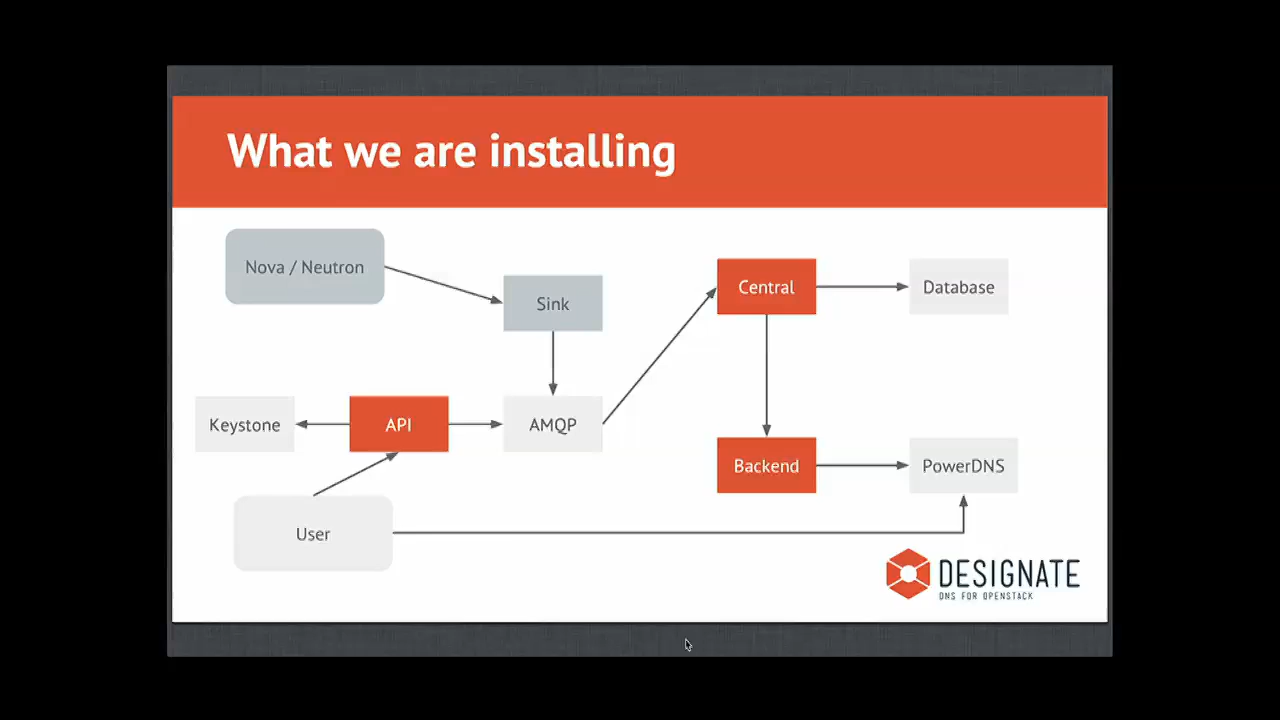 What we are installing
Nova / Neutron
Sink
Central
Database
Keystone
API
AMQP
Backend
PowerDNS
User
DESIGNATE
DNS FOR OPENSTACK